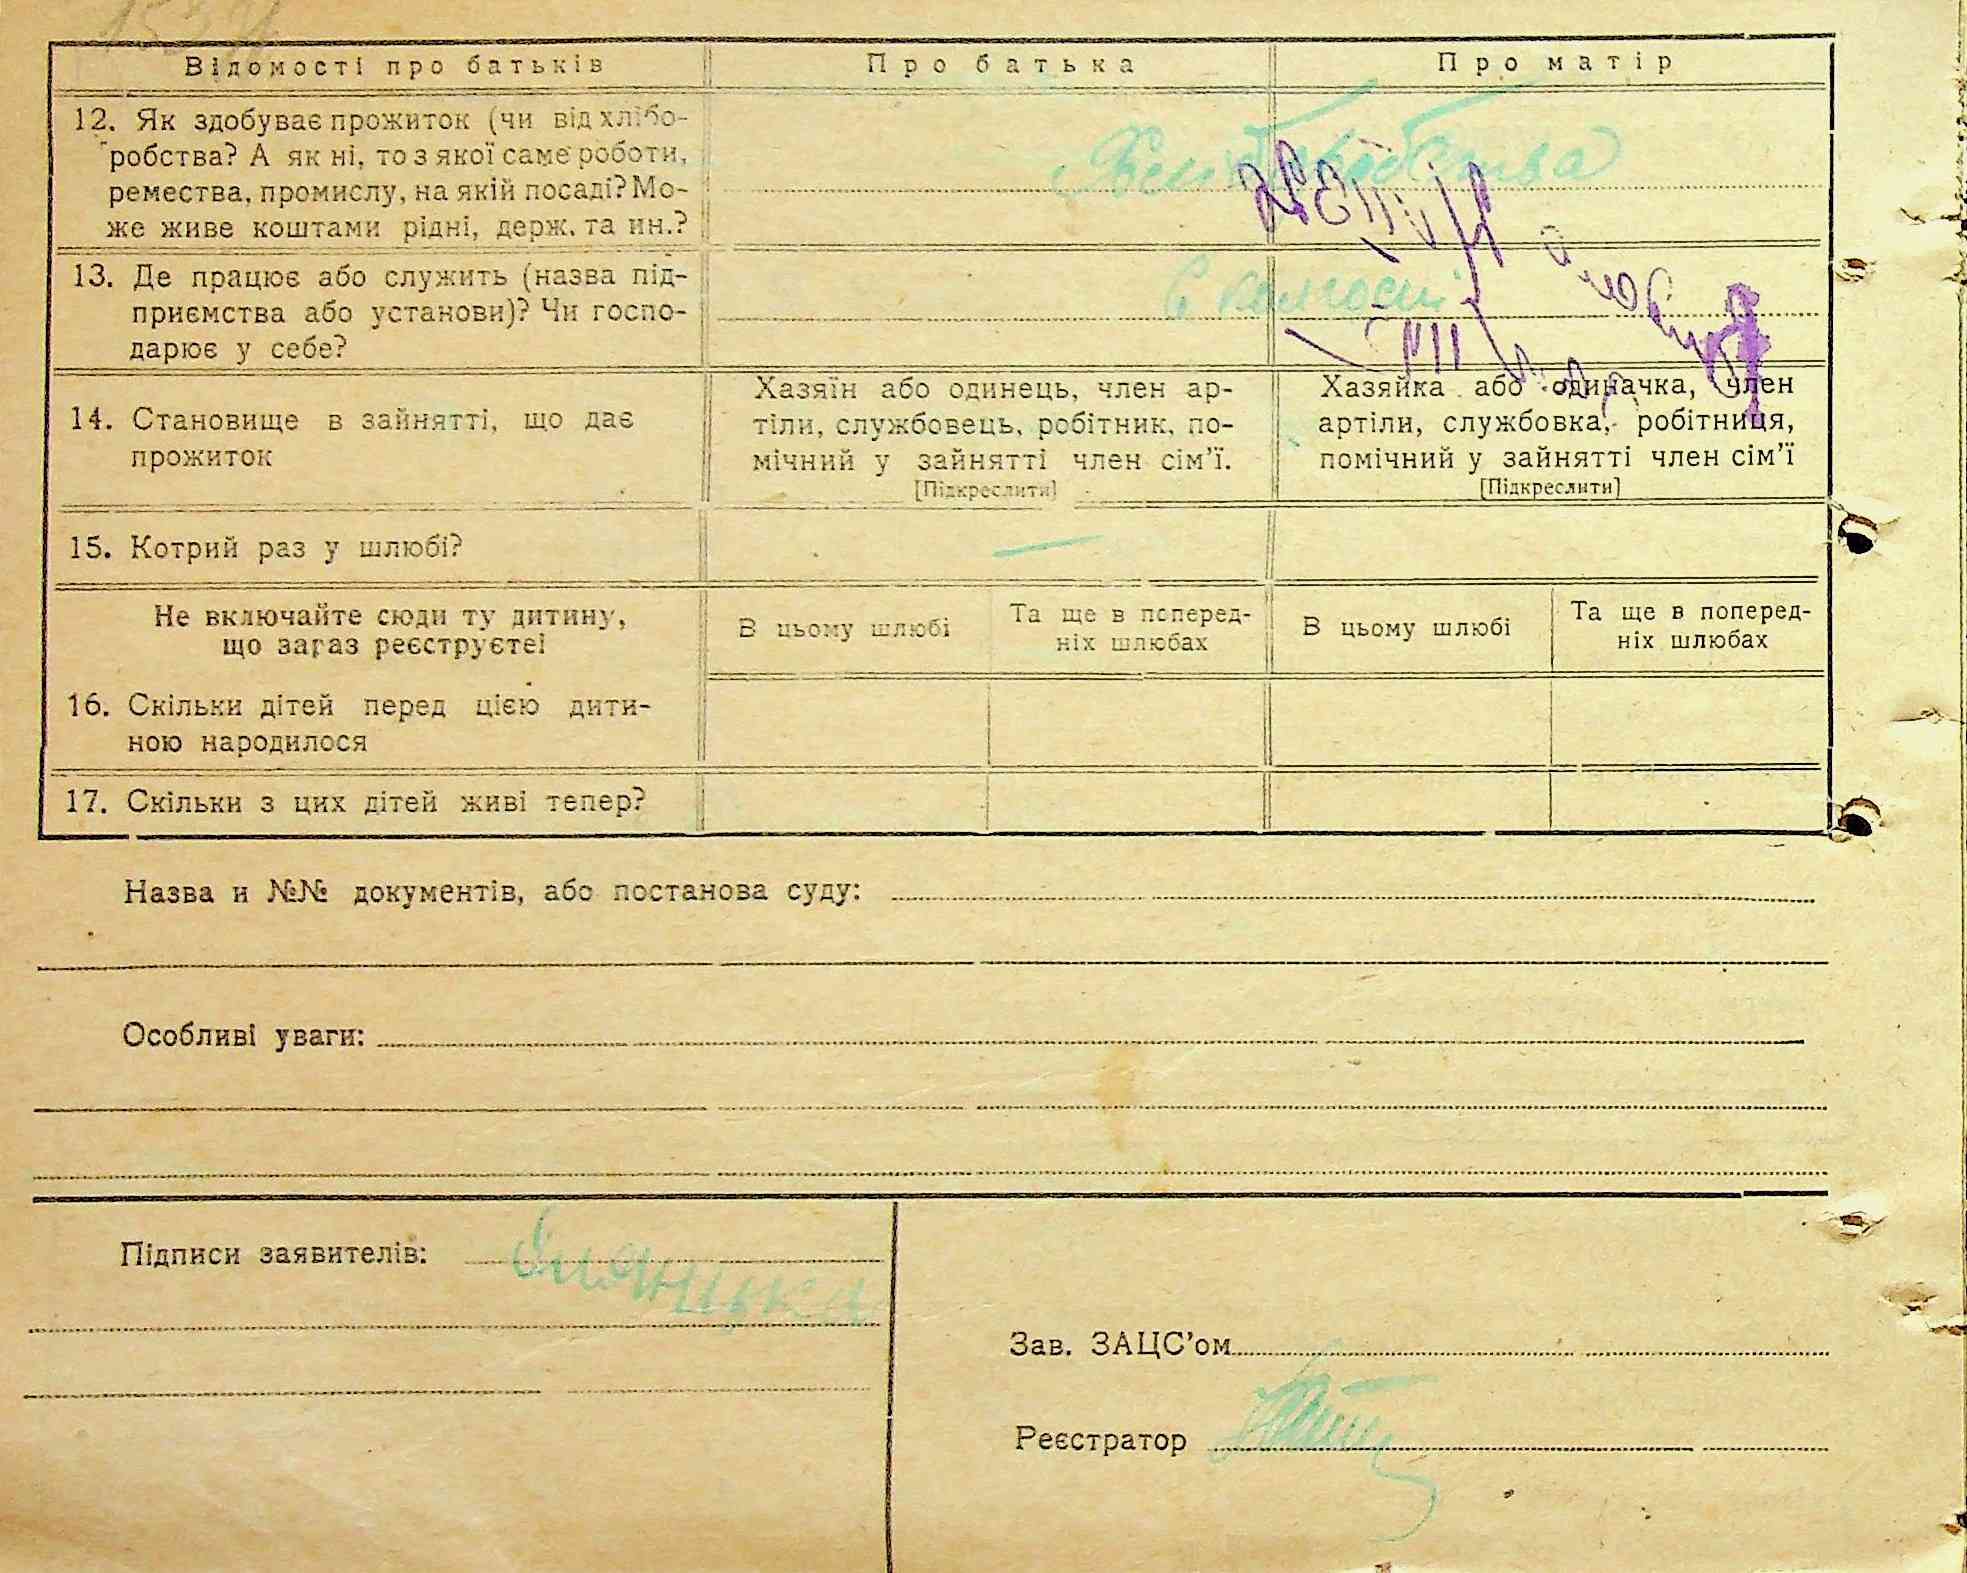 Відомості про батьків
Про батька
Про матір
12. Як здобуває прожиток (чи від хлібо-
робства? А як ні, то з якої саме роботи,
ремества, промислу, на якій посаді? Мо-
же живе коштами рідні, держ. та ин.?
13. Де працює або служить (назва під-
приємства або установи)? Чи госпо-
дарює у себе?
14. Становище в зайнятті, що дає
прожиток
Хазяїн або одинець, член ар-
тіли, службовець, робітник, по-
мічний у зайнятті член сім’ї.
[Підкреслити]
Хазяйка або одиначка, член
артіли, службовка, робітниця,
помічний у зайнятті член сім’ї
[Підкреслити]
15. Котрий раз у шлюбі?
Не включайте сюди ту дитину,
що зараз реєструєте!
В цьому шлюбі
Та ще в поперед-
ніх шлюбах
В цьому шлюбі
Та ще в поперед-
ніх шлюбах
16. Скільки дітей перед цією дити-
ною народилося
17. Скільки з цих дітей живі тепер?
Назва и №№ документів, або постанова суду:
Особливі уваги:
Підписи заявителів:
Зав. ЗАЦС’ом
Реєстратор